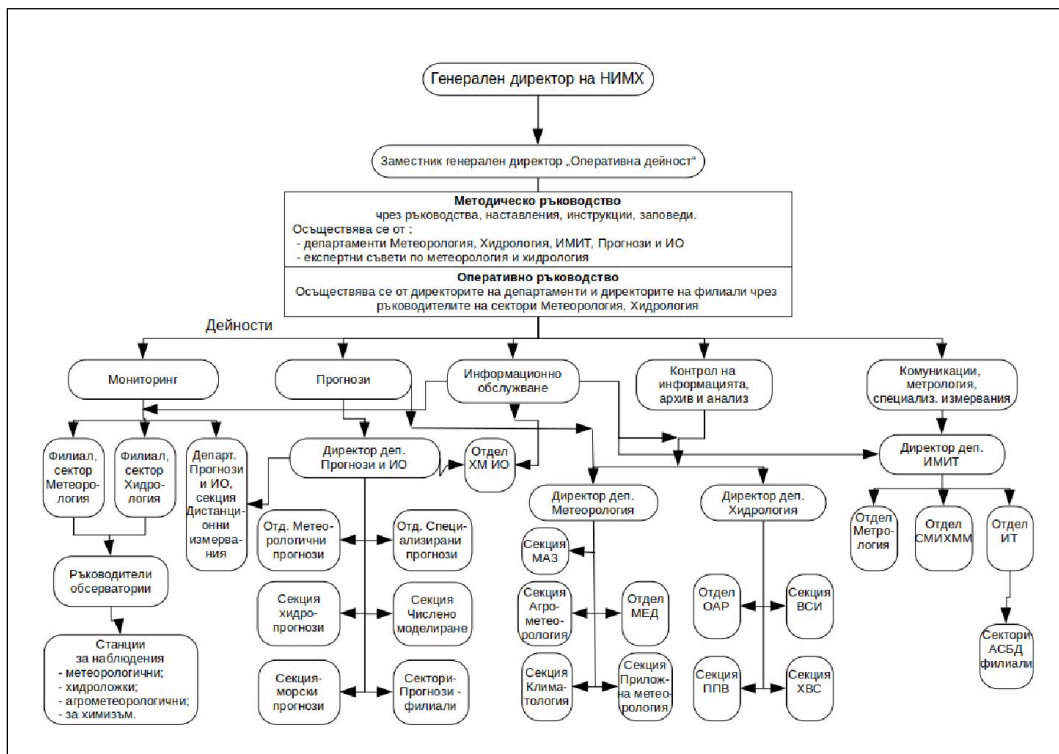 Генерален директор на НИМХ
Заместник генерален директор „Оперативна дейност“
Методическо ръководство
чрез ръководства, наставления, инструкции, заповеди.
Осъществява се от :
- департаменти Метеорология, Хидрология, ИМИТ, Прогнози и ИО
- експертни съвети по метеорология и хидрология
Оперативно ръководство
Осъществява се от директорите на департаменти и директорите на филиали чрез
ръководителите на сектори Метеорология, Хидрология
Дейности
Мониторинг
Прогнози
Информационно
обслужване
Контрол на
информацията,
архив и анализ
Комуникации,
метрология,
специализ. измервания
Филиал,
сектор
Метеоро-
логия
Филиал,
сектор
Хидро-
логия
Департ.
Прогнози
и ИО,
секция
Дистанци-
онни
измерва-
ния
Директор деп.
Прогнози и ИО
Отдел
ХМ ИО
Директор деп.
ИМИТ
Директор деп.
Метеорология
Директор деп.
Хидрология
Отдел
Метро-
логия
Отдел
СМИХММ
Отдел
ИТ
Отд. Метео-
рологични
прогнози
Отд. Специ-
ализирани
прогнози
Секция
МАЗ
Ръководители
обсерватории
Секция
хидро-
прогнози
Секция
Числено
моделиране
Секция
Агро-
метео-
рология
Отдел
МЕД
Отдел
ОАР
Секция
ВСИ
Сектори
АСБД
филиали
Станции
за наблюдения
- метеорологични;
- хидроложки;
- агрометеорологични;
- за химизъм.
Секция-
морски
прогнози
Сектори-
Прогнози -
филиали
Секция
Клима-
тология
Секция
Прилож-
на метео-
рология
Секция
ППВ
Секция
ХВС